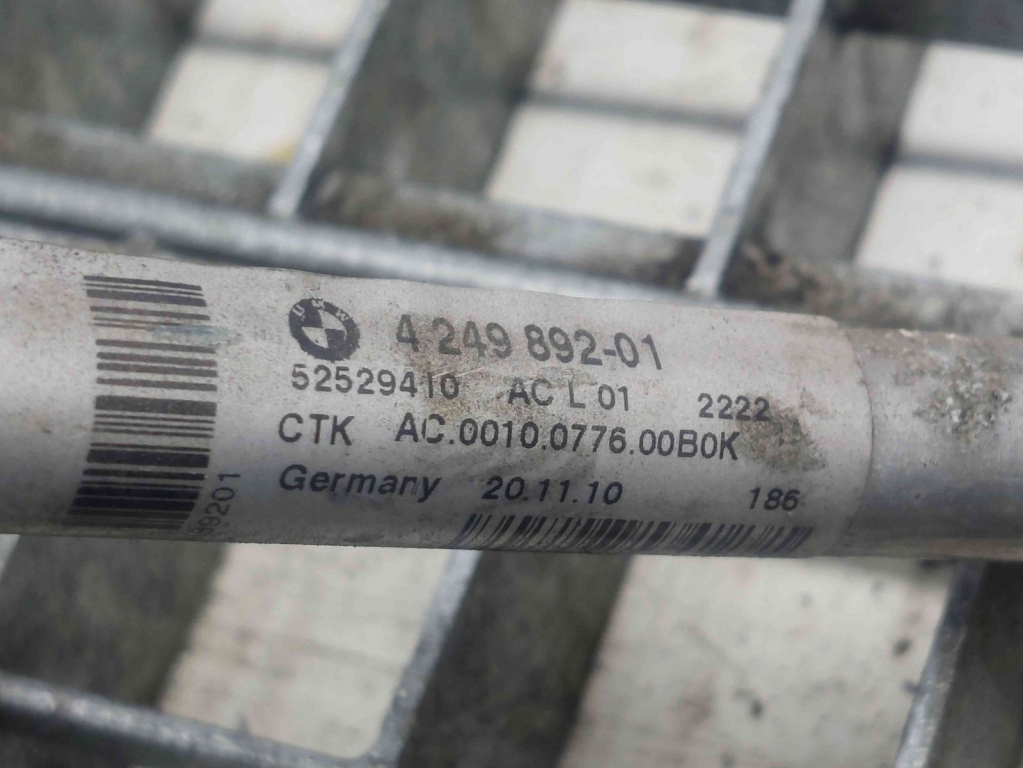 BMW
4 249 892-01
52529410 AC L 01 2222
CTK AC.0010.0776.00B0K
Germany 20.11.10 186